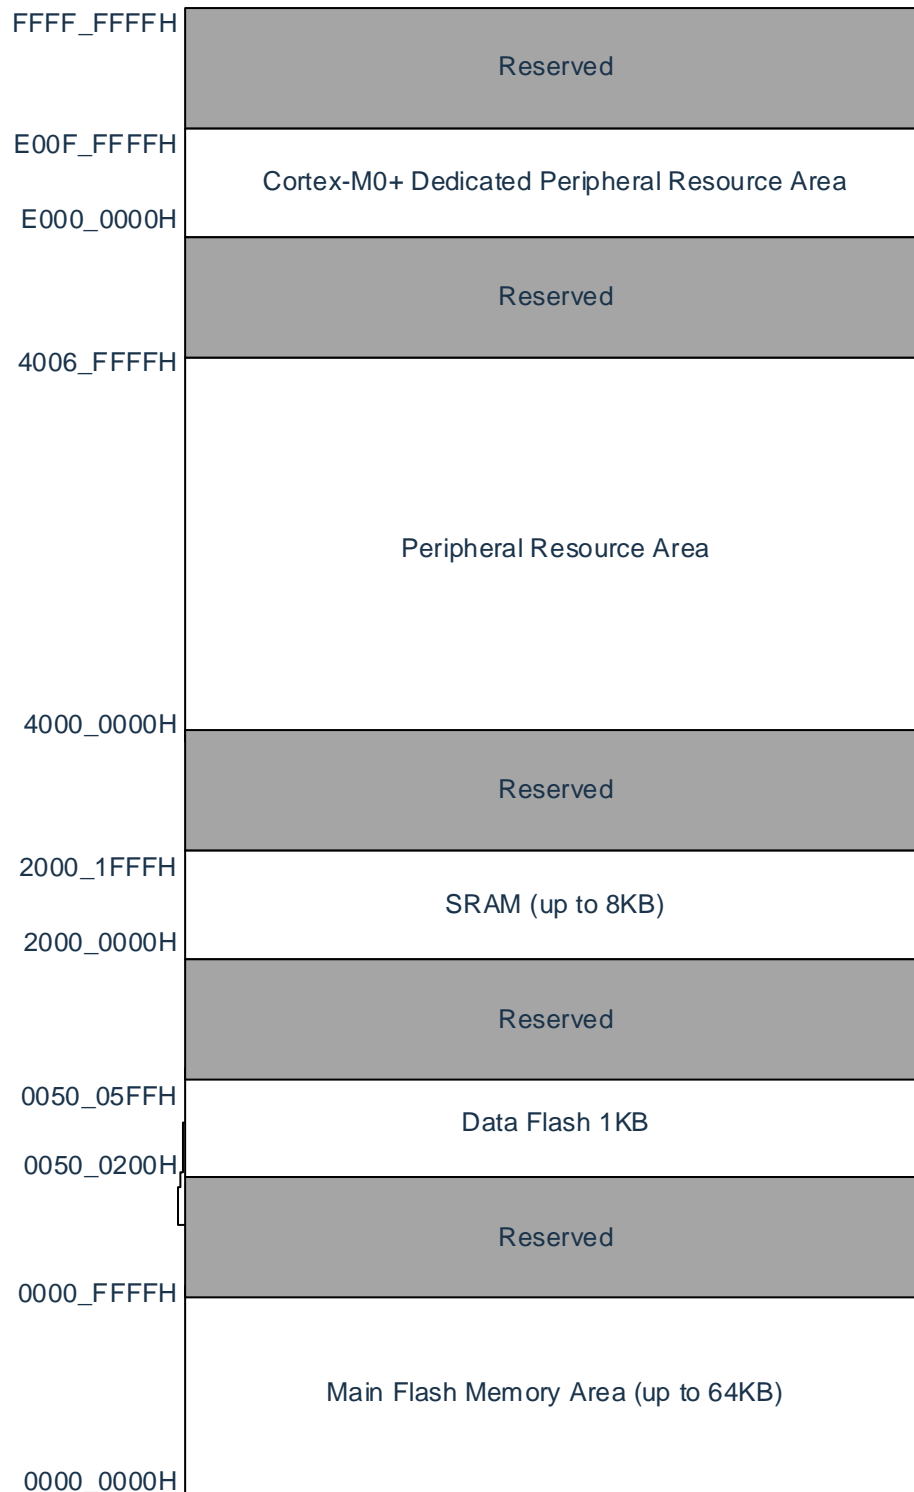 FFFF_FFFFH
Reserved
E00F_FFFFH
Cortex-M0+ Dedicated Peripheral Resource Area
E000_0000H
Reserved
4006_FFFFH
Peripheral Resource Area
4000_0000H
Reserved
2000_1FFFH
SRAM (up to 8KB)
2000_0000H
Reserved
0050_05FFH
Data Flash 1KB
0050_0200H
Reserved
0000_FFFFH
Main Flash Memory Area (up to 64KB)
0000_0000H